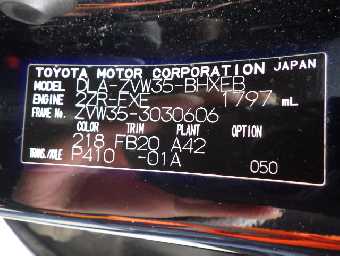 TOYOTA MOTOR CORPORATION JAPAN
MODEL DLA-ZVW35-BHXEB
ENGINE 2ZR-FXE 1797 mL
FRAME No. ZVW35-3030606
COLOR TRIM PLANT OPTION
218 FB20 A42
TRANS./AXLE P410 -01A
050